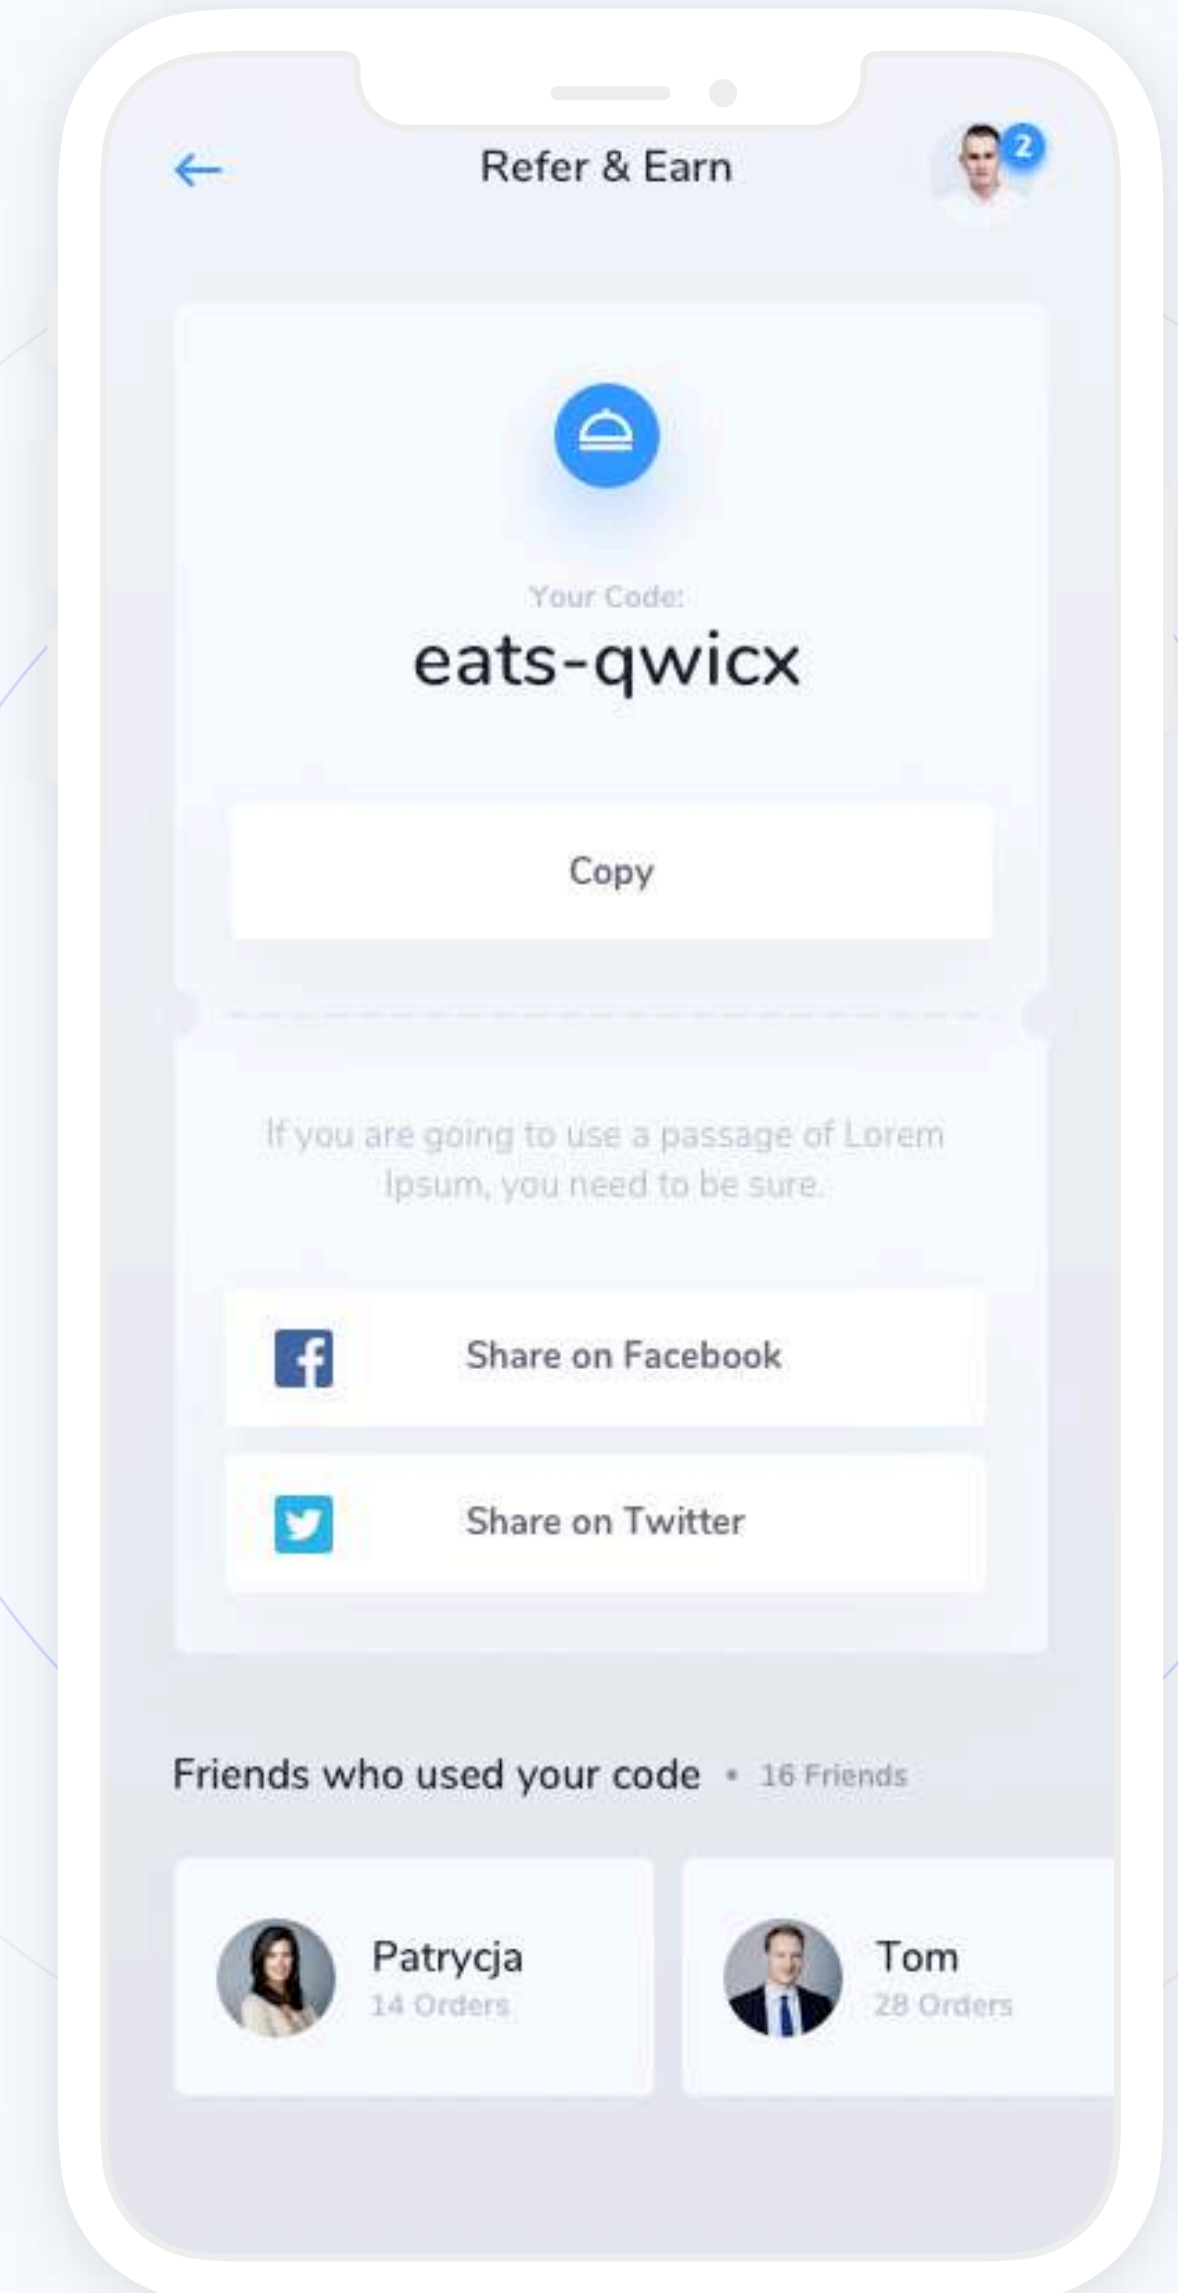 Refer & Earn
2
Your Code:
eats-qwicx
Copy
If you are going to use a passage of Lorem
Ipsum, you need to be sure.
Share on Facebook
Share on Twitter
Friends who used your code • 16 Friends
Patrycja
14 Orders
Tom
28 Orders